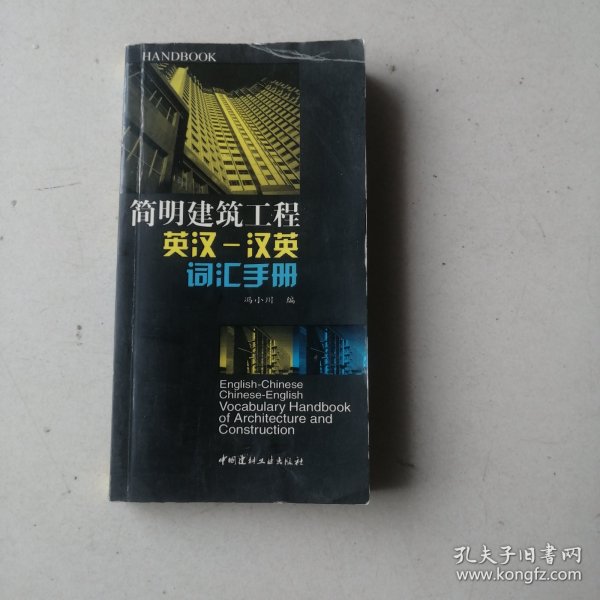 HANDBOOK
简明建筑工程
英汉－汉英
词汇手册
冯小川 编
English-Chinese
Chinese-English
Vocabulary Handbook
of Architecture and
Construction
中国建材工业出版社
孔夫子旧书网
www.kongfz.com